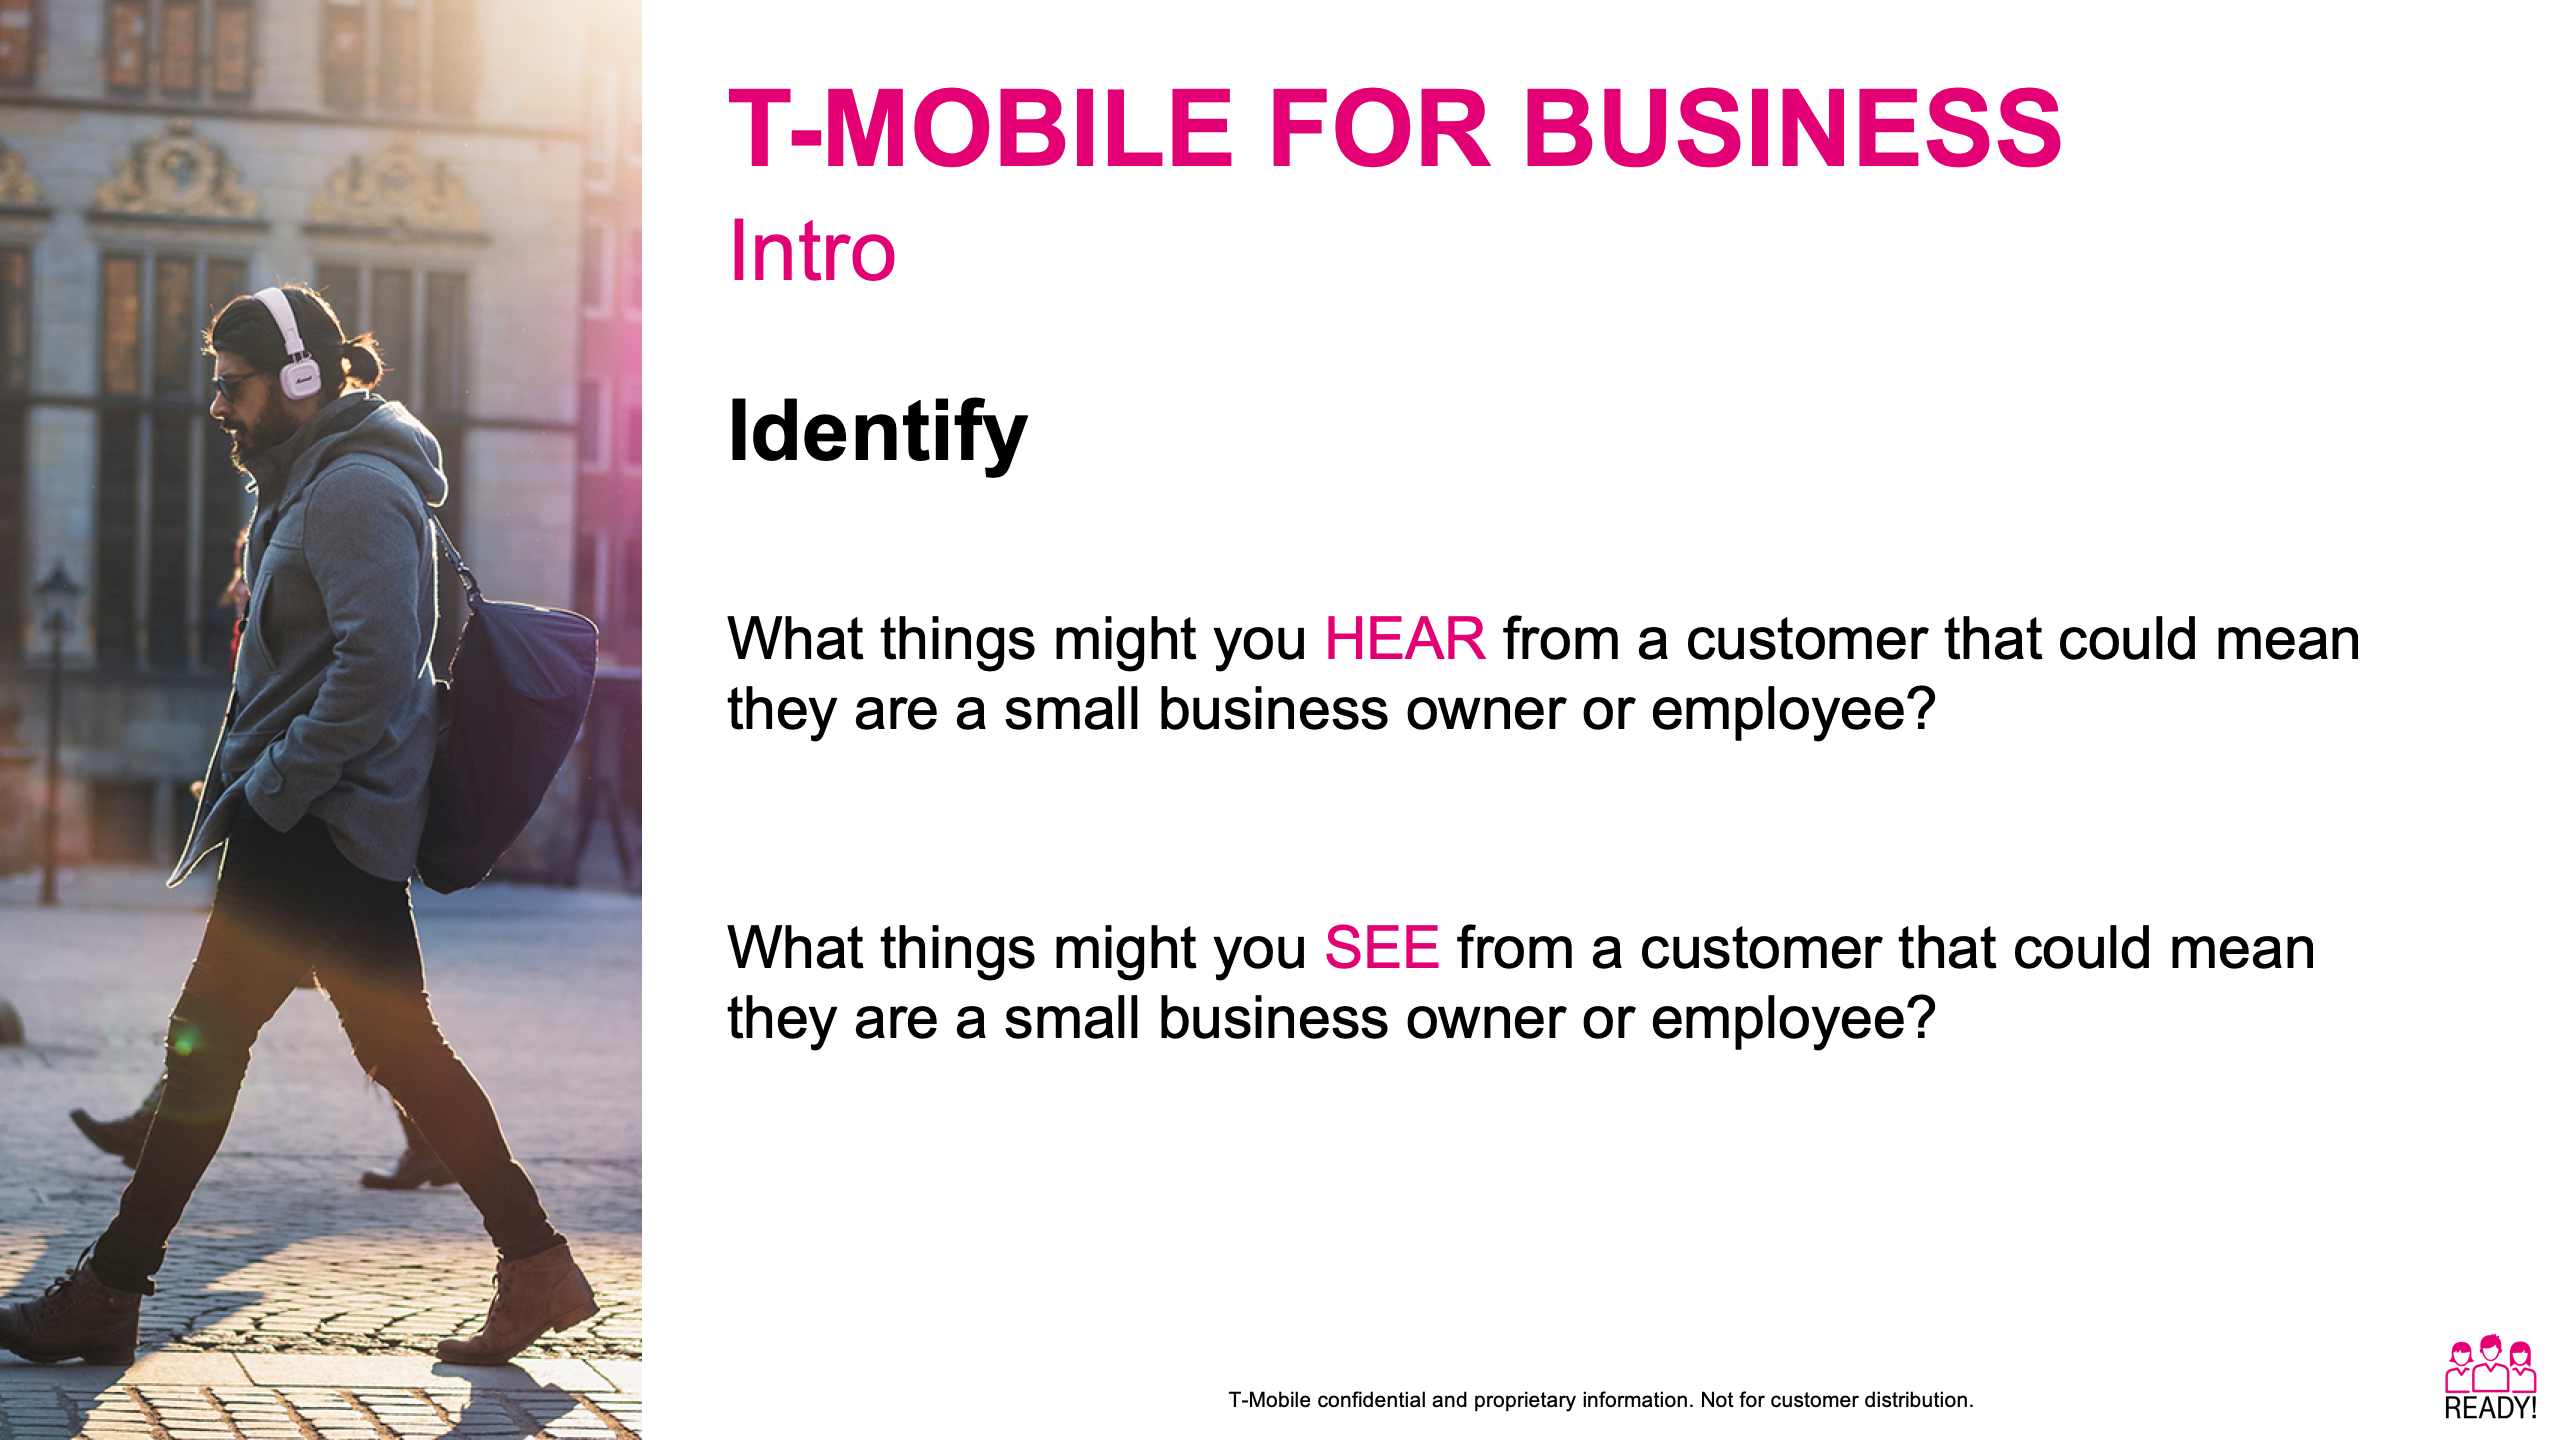 T-MOBILE FOR BUSINESS
Intro
Identify
What things might you HEAR from a customer that could mean
they are a small business owner or employee?
What things might you SEE from a customer that could mean
they are a small business owner or employee?
T-Mobile confidential and proprietary information. Not for customer distribution.
READY!